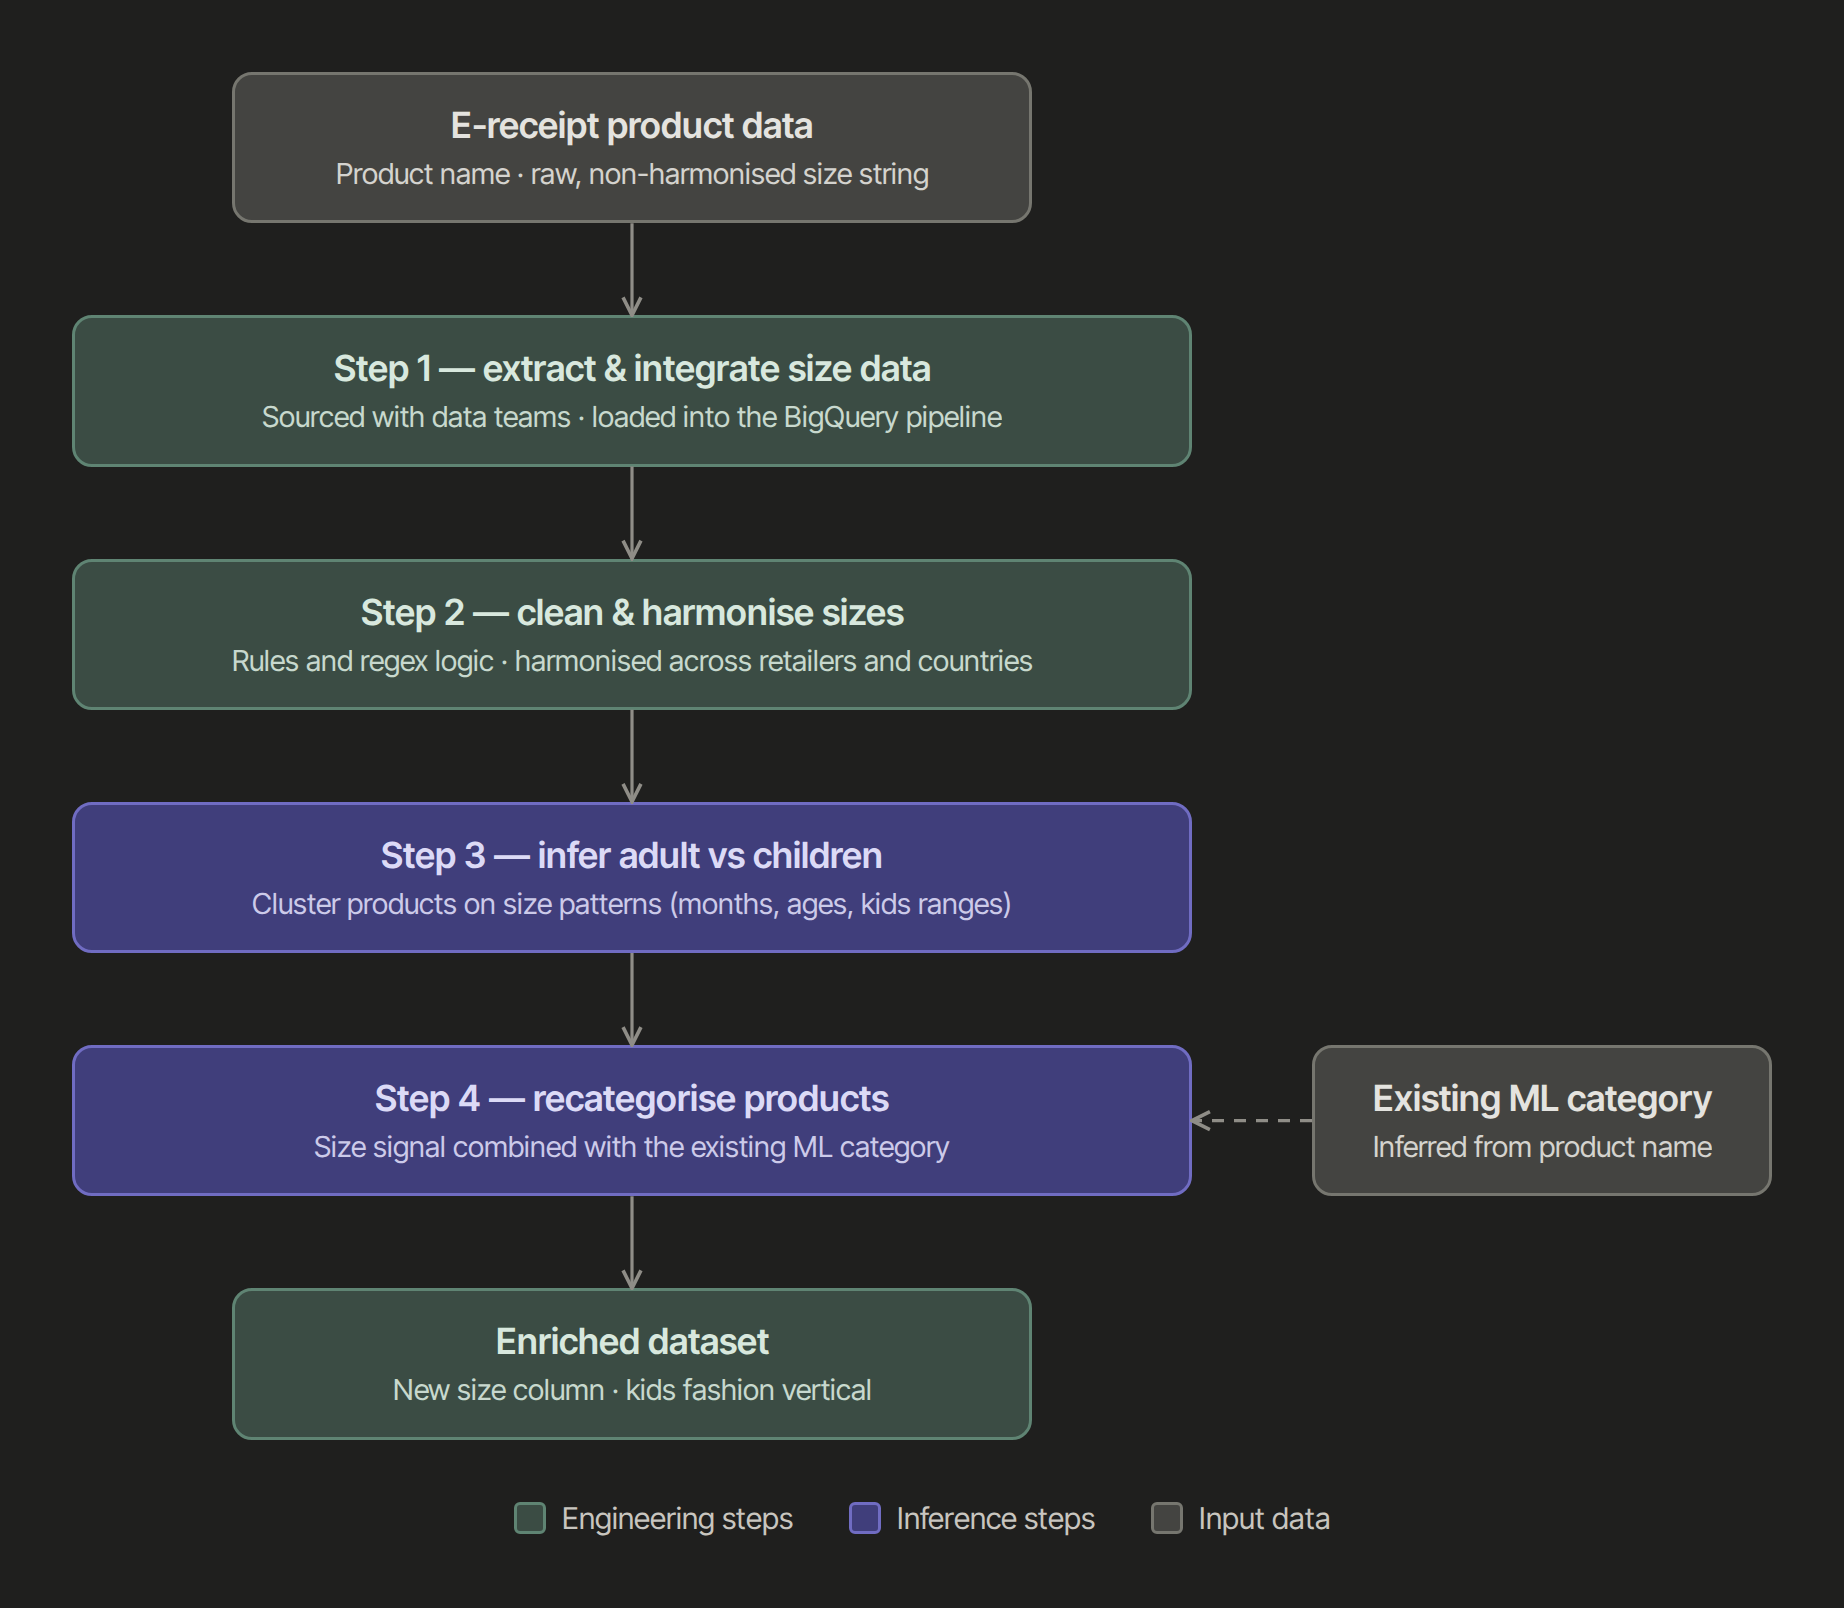 E-receipt product data
Product name · raw, non-harmonised size string
Step 1 — extract & integrate size data
Sourced with data teams · loaded into the BigQuery pipeline
Step 2 — clean & harmonise sizes
Rules and regex logic · harmonised across retailers and countries
Step 3 — infer adult vs children
Cluster products on size patterns (months, ages, kids ranges)
Step 4 — recategorise products
Size signal combined with the existing ML category
Existing ML category
Inferred from product name
Enriched dataset
New size column · kids fashion vertical
Engineering steps
Inference steps
Input data